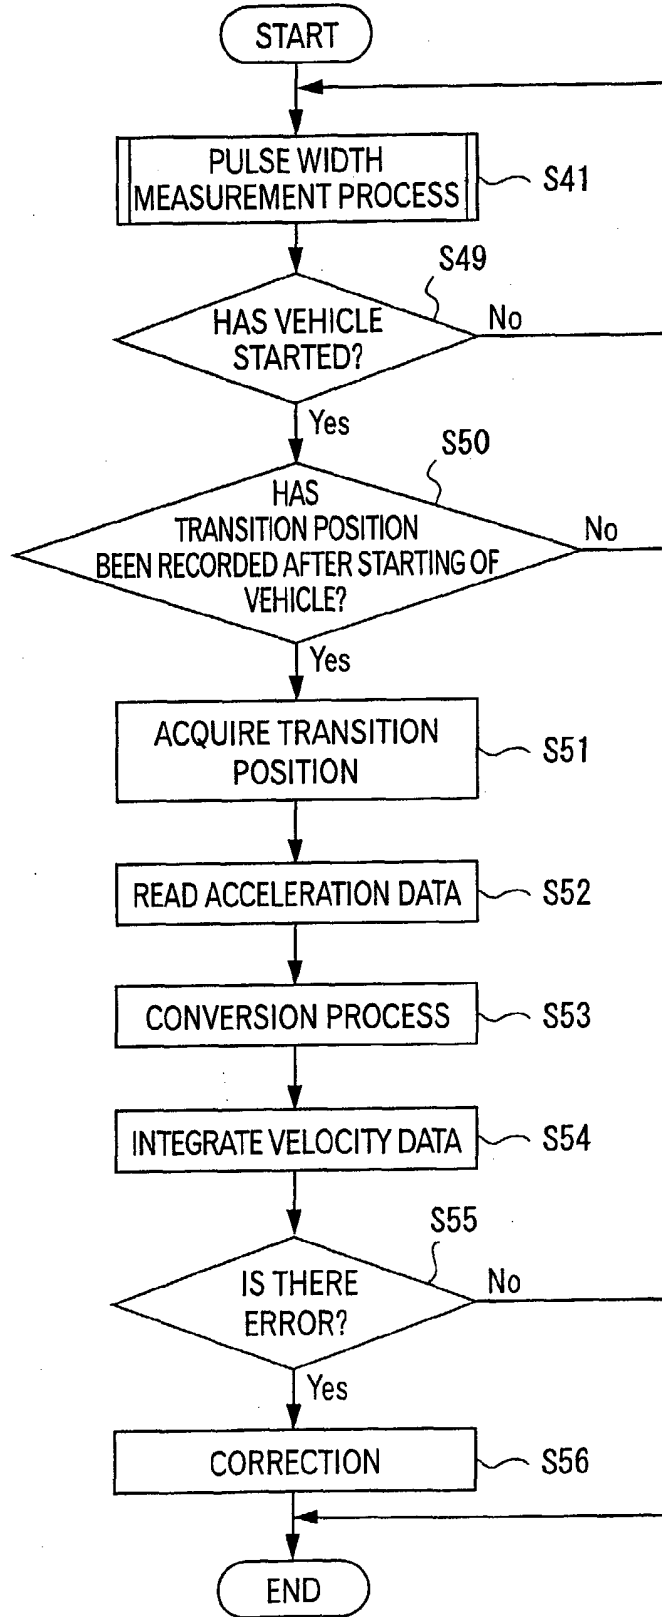 START
PULSE WIDTH
MEASUREMENT PROCESS
S41
S49
HAS VEHICLE
STARTED?
No
Yes
S50
HAS
TRANSITION POSITION
BEEN RECORDED AFTER STARTING OF
VEHICLE?
No
Yes
ACQUIRE TRANSITION
POSITION
S51
READ ACCELERATION DATA
S52
CONVERSION PROCESS
S53
INTEGRATE VELOCITY DATA
S54
S55
IS THERE
ERROR?
No
Yes
CORRECTION
S56
END